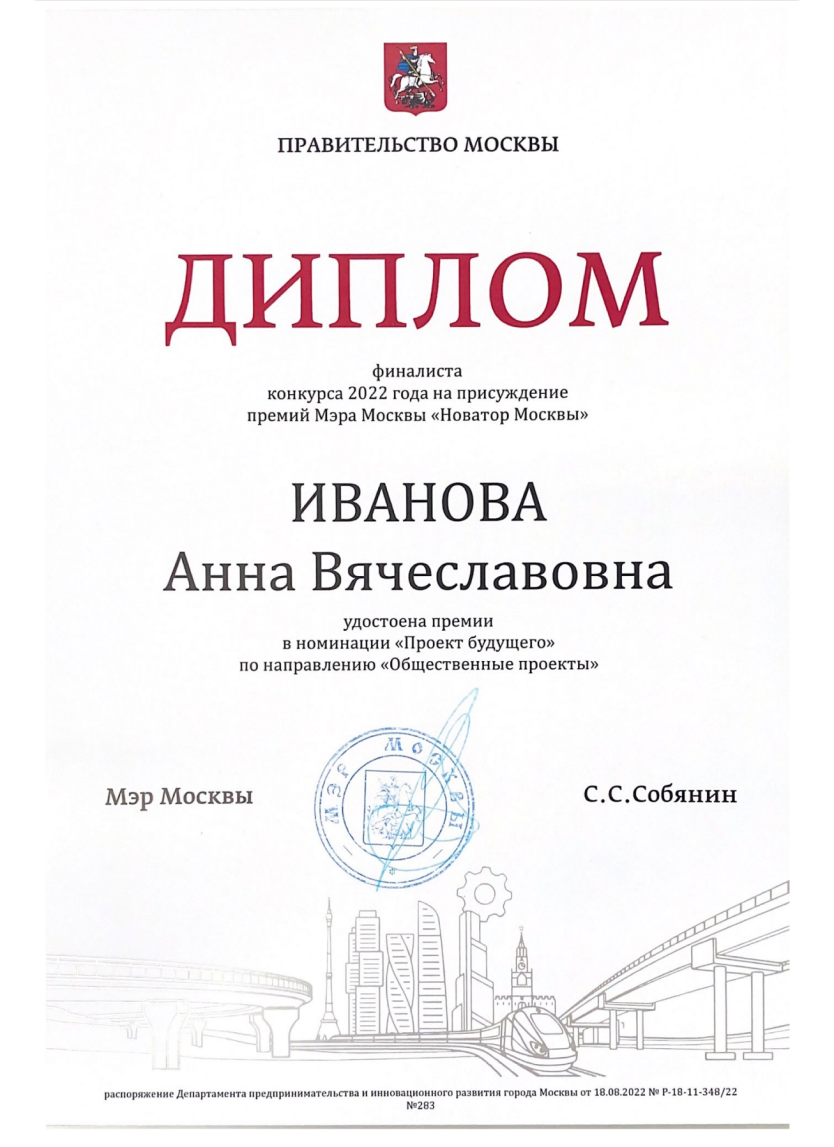 ПРАВИТЕЛЬСТВО МОСКВЫ
ДИПЛОМ
финалиста
конкурса 2022 года на присуждение
премий Мэра Москвы «Новатор Москвы»
ИВАНОВА
Анна Вячеславовна
удостоена премии
в номинации «Проект будущего»
по направлению «Общественные проекты»
МЭР МОСКВЫ
Мэр Москвы
С.С.Собянин
распоряжение Департамента предпринимательства и инновационного развития города Москвы от 18.08.2022 № Р-18-11-348/22
№283